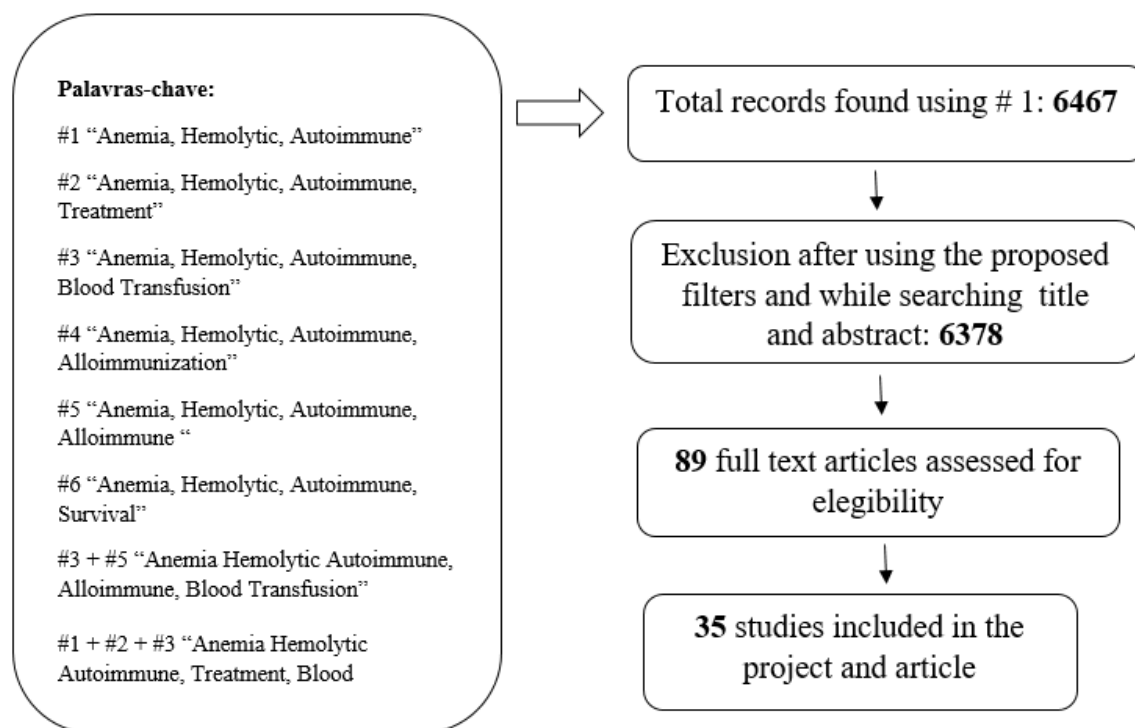 Palavras-chave:
#1 “Anemia, Hemolytic, Autoimmune”
#2 “Anemia, Hemolytic, Autoimmune,
Treatment”
#3 “Anemia, Hemolytic, Autoimmune,
Blood Transfusion”
#4 “Anemia, Hemolytic, Autoimmune,
Alloimmunization”
#5 “Anemia, Hemolytic, Autoimmune,
Alloimmune “
#6 “Anemia, Hemolytic, Autoimmune,
Survival”
#3 + #5 “Anemia Hemolytic Autoimmune,
Alloimmune, Blood Transfusion”
#1 + #2 + #3 “Anemia Hemolytic
Autoimmune, Treatment, Blood
Total records found using # 1: 6467
Exclusion after using the proposed
filters and while searching title
and abstract: 6378
89 full text articles assessed for
elegibility
35 studies included in the
project and article